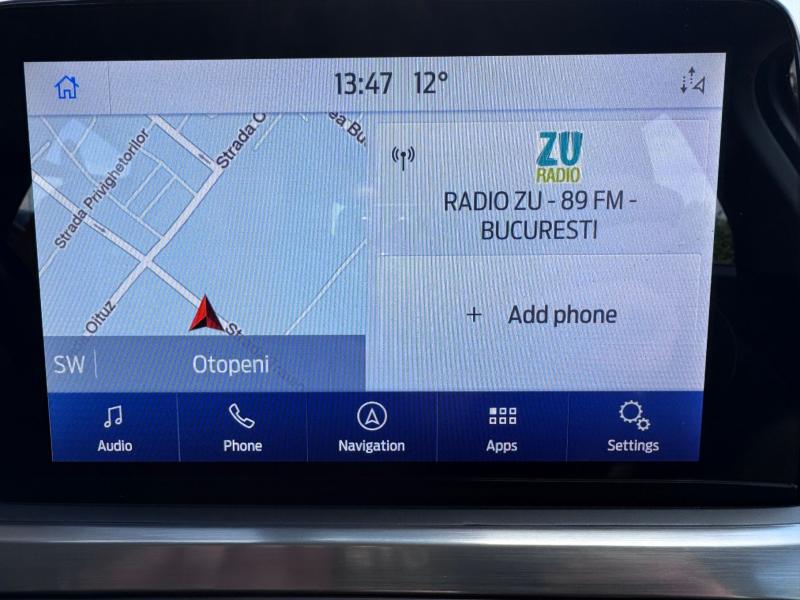 13:47 12°
Strada
Strada Privighetorilor
Oituz
SW
Otopeni
ZU
RADIO
RADIO ZU - 89 FM -
BUCURESTI
+ Add phone
Audio
Phone
Navigation
Apps
Settings